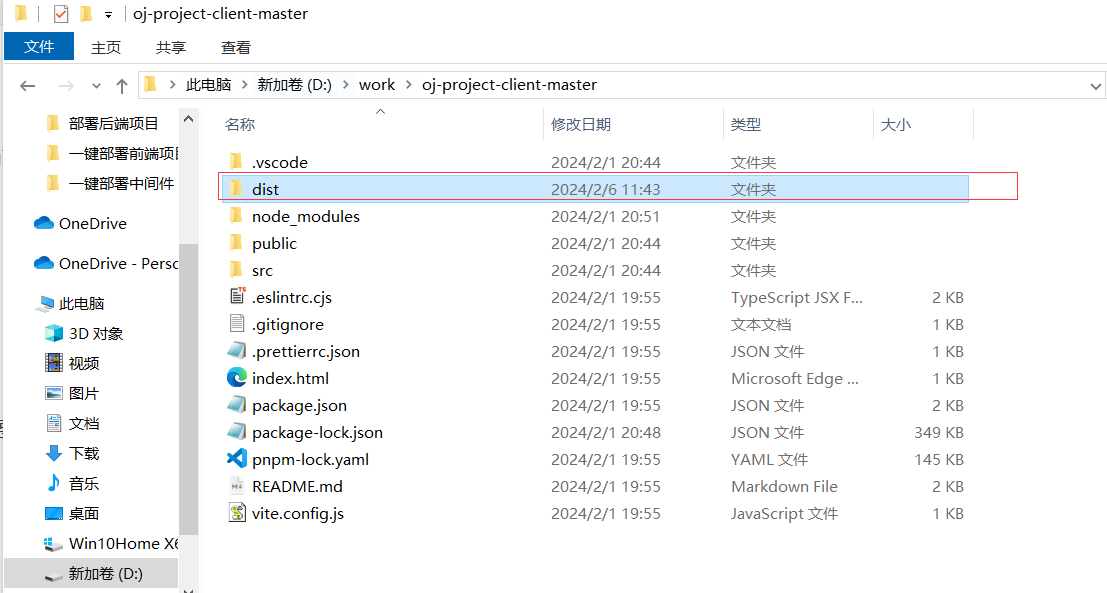 oj-project-client-master
文件 主页 共享 查看
此电脑 新加卷 (D:) work oj-project-client-master
部署后端项目
一键部署前端项
一键部署中间件
OneDrive
OneDrive - Perso
此电脑
3D 对象
视频
图片
文档
下载
音乐
桌面
Win10Home X6
新加卷 (D:)
名称 修改日期 类型 大小
.vscode 2024/2/1 20:44 文件夹
dist 2024/2/6 11:43 文件夹
node_modules 2024/2/1 20:51 文件夹
public 2024/2/1 20:44 文件夹
src 2024/2/1 20:44 文件夹
.eslintrc.cjs 2024/2/1 19:55 TypeScript JSX F... 2 KB
.gitignore 2024/2/1 19:55 文本文档 1 KB
.prettierrc.json 2024/2/1 19:55 JSON 文件 1 KB
index.html 2024/2/1 19:55 Microsoft Edge ... 1 KB
package.json 2024/2/1 19:55 JSON 文件 2 KB
package-lock.json 2024/2/1 20:48 JSON 文件 349 KB
pnpm-lock.yaml 2024/2/1 19:55 YAML 文件 145 KB
README.md 2024/2/1 19:55 Markdown File 2 KB
vite.config.js 2024/2/1 19:55 JavaScript 文件 1 KB